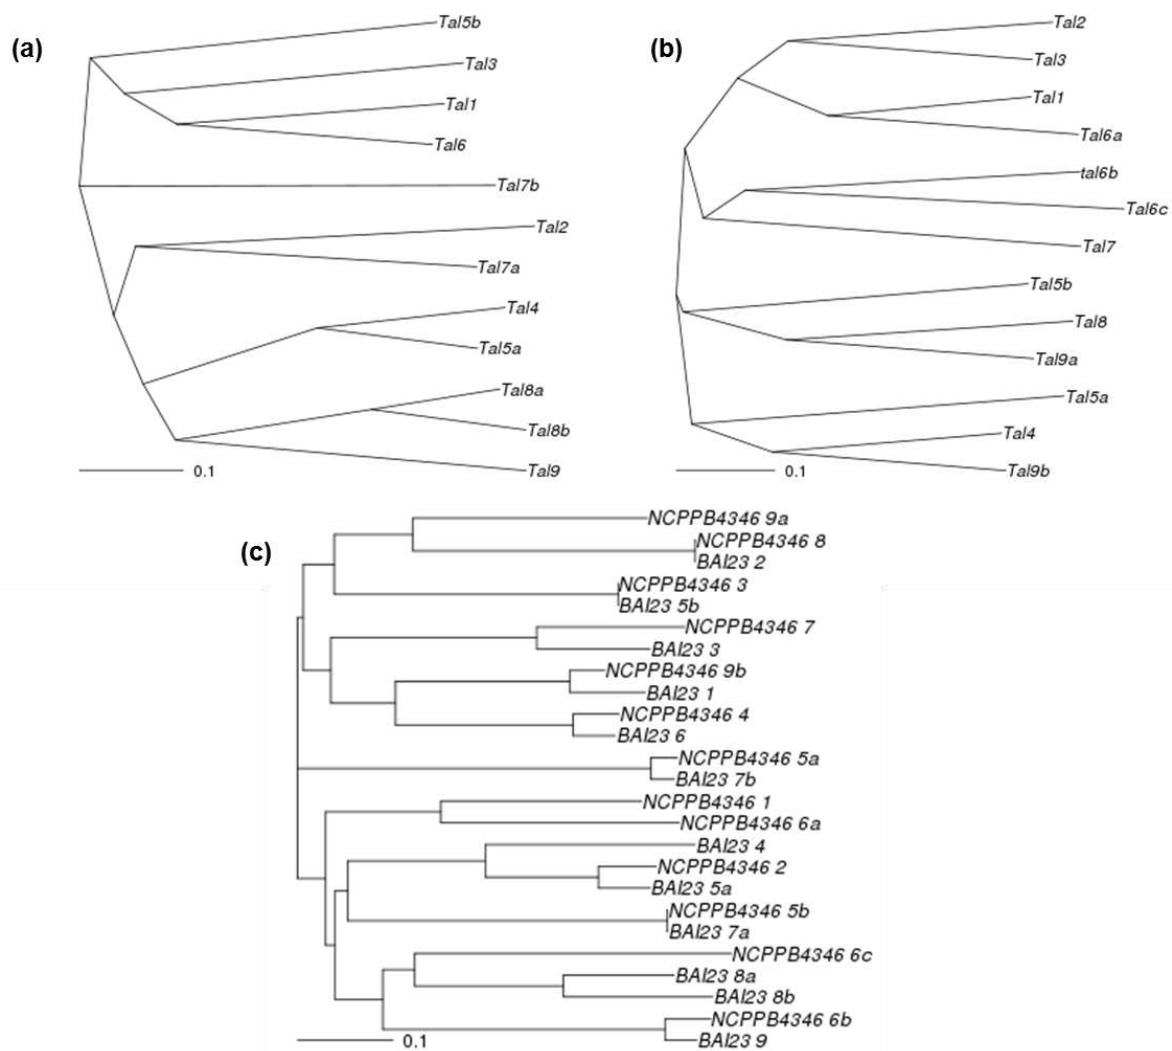 (a)
Tal5b
Tal3
Tal1
Tal6
Tal7b
Tal2
Tal7a
Tal4
Tal5a
Tal8a
Tal8b
Tal9
0.1
(b)
Tal2
Tal3
Tal1
Tal6a
tal6b
Tal6c
Tal7
Tal5b
Tal8
Tal9a
Tal5a
Tal4
Tal9b
0.1
(c)
NCPPB4346 9a
NCPPB4346 8
BAI23 2
NCPPB4346 3
BAI23 5b
NCPPB4346 7
BAI23 3
NCPPB4346 9b
BAI23 1
NCPPB4346 4
BAI23 6
NCPPB4346 5a
BAI23 7b
NCPPB4346 1
NCPPB4346 6a
BAI23 4
NCPPB4346 2
BAI23 5a
NCPPB4346 5b
BAI23 7a
NCPPB4346 6c
BAI23 8a
BAI23 8b
NCPPB4346 6b
BAI23 9
0.1